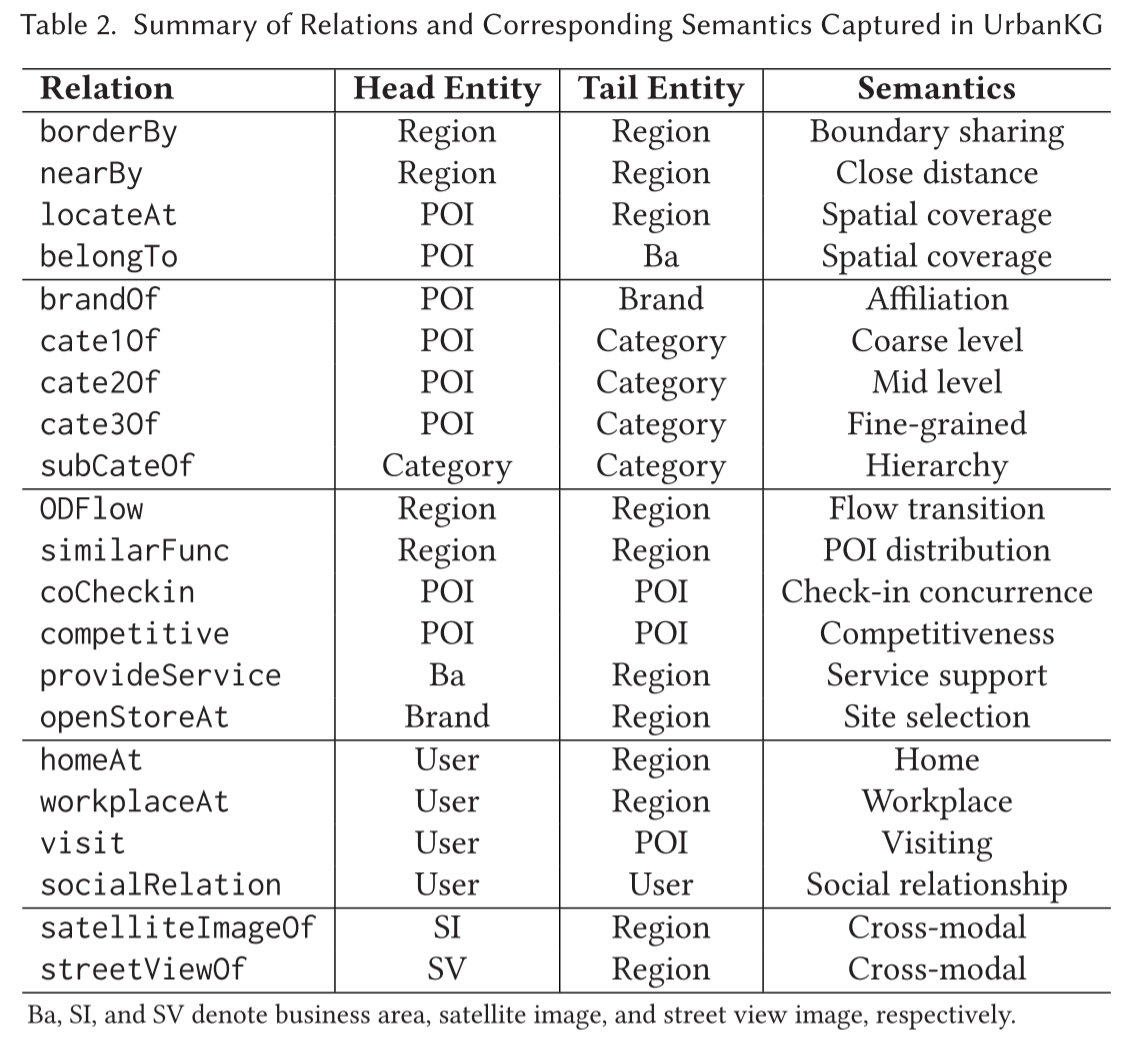 Table 2. Summary of Relations and Corresponding Semantics Captured in UrbanKG
Relation Head Entity Tail Entity Semantics
borderBy Region Region Boundary sharing
nearBy Region Region Close distance
locateAt POI Region Spatial coverage
belongTo POI Ba Spatial coverage
brandOf POI Brand Affiliation
cate1Of POI Category Coarse level
cate2Of POI Category Mid level
cate3Of POI Category Fine-grained
subCateOf Category Category Hierarchy
ODFlow Region Region Flow transition
similarFunc Region Region POI distribution
coCheckin POI POI Check-in concurrence
competitive POI POI Competitiveness
provideService Ba Region Service support
openStoreAt Brand Region Site selection
homeAt User Region Home
workplaceAt User Region Workplace
visit User POI Visiting
socialRelation User User Social relationship
satelliteImageOf SI Region Cross-modal
streetViewOf SV Region Cross-modal
Ba, SI, and SV denote business area, satellite image, and street view image, respectively.